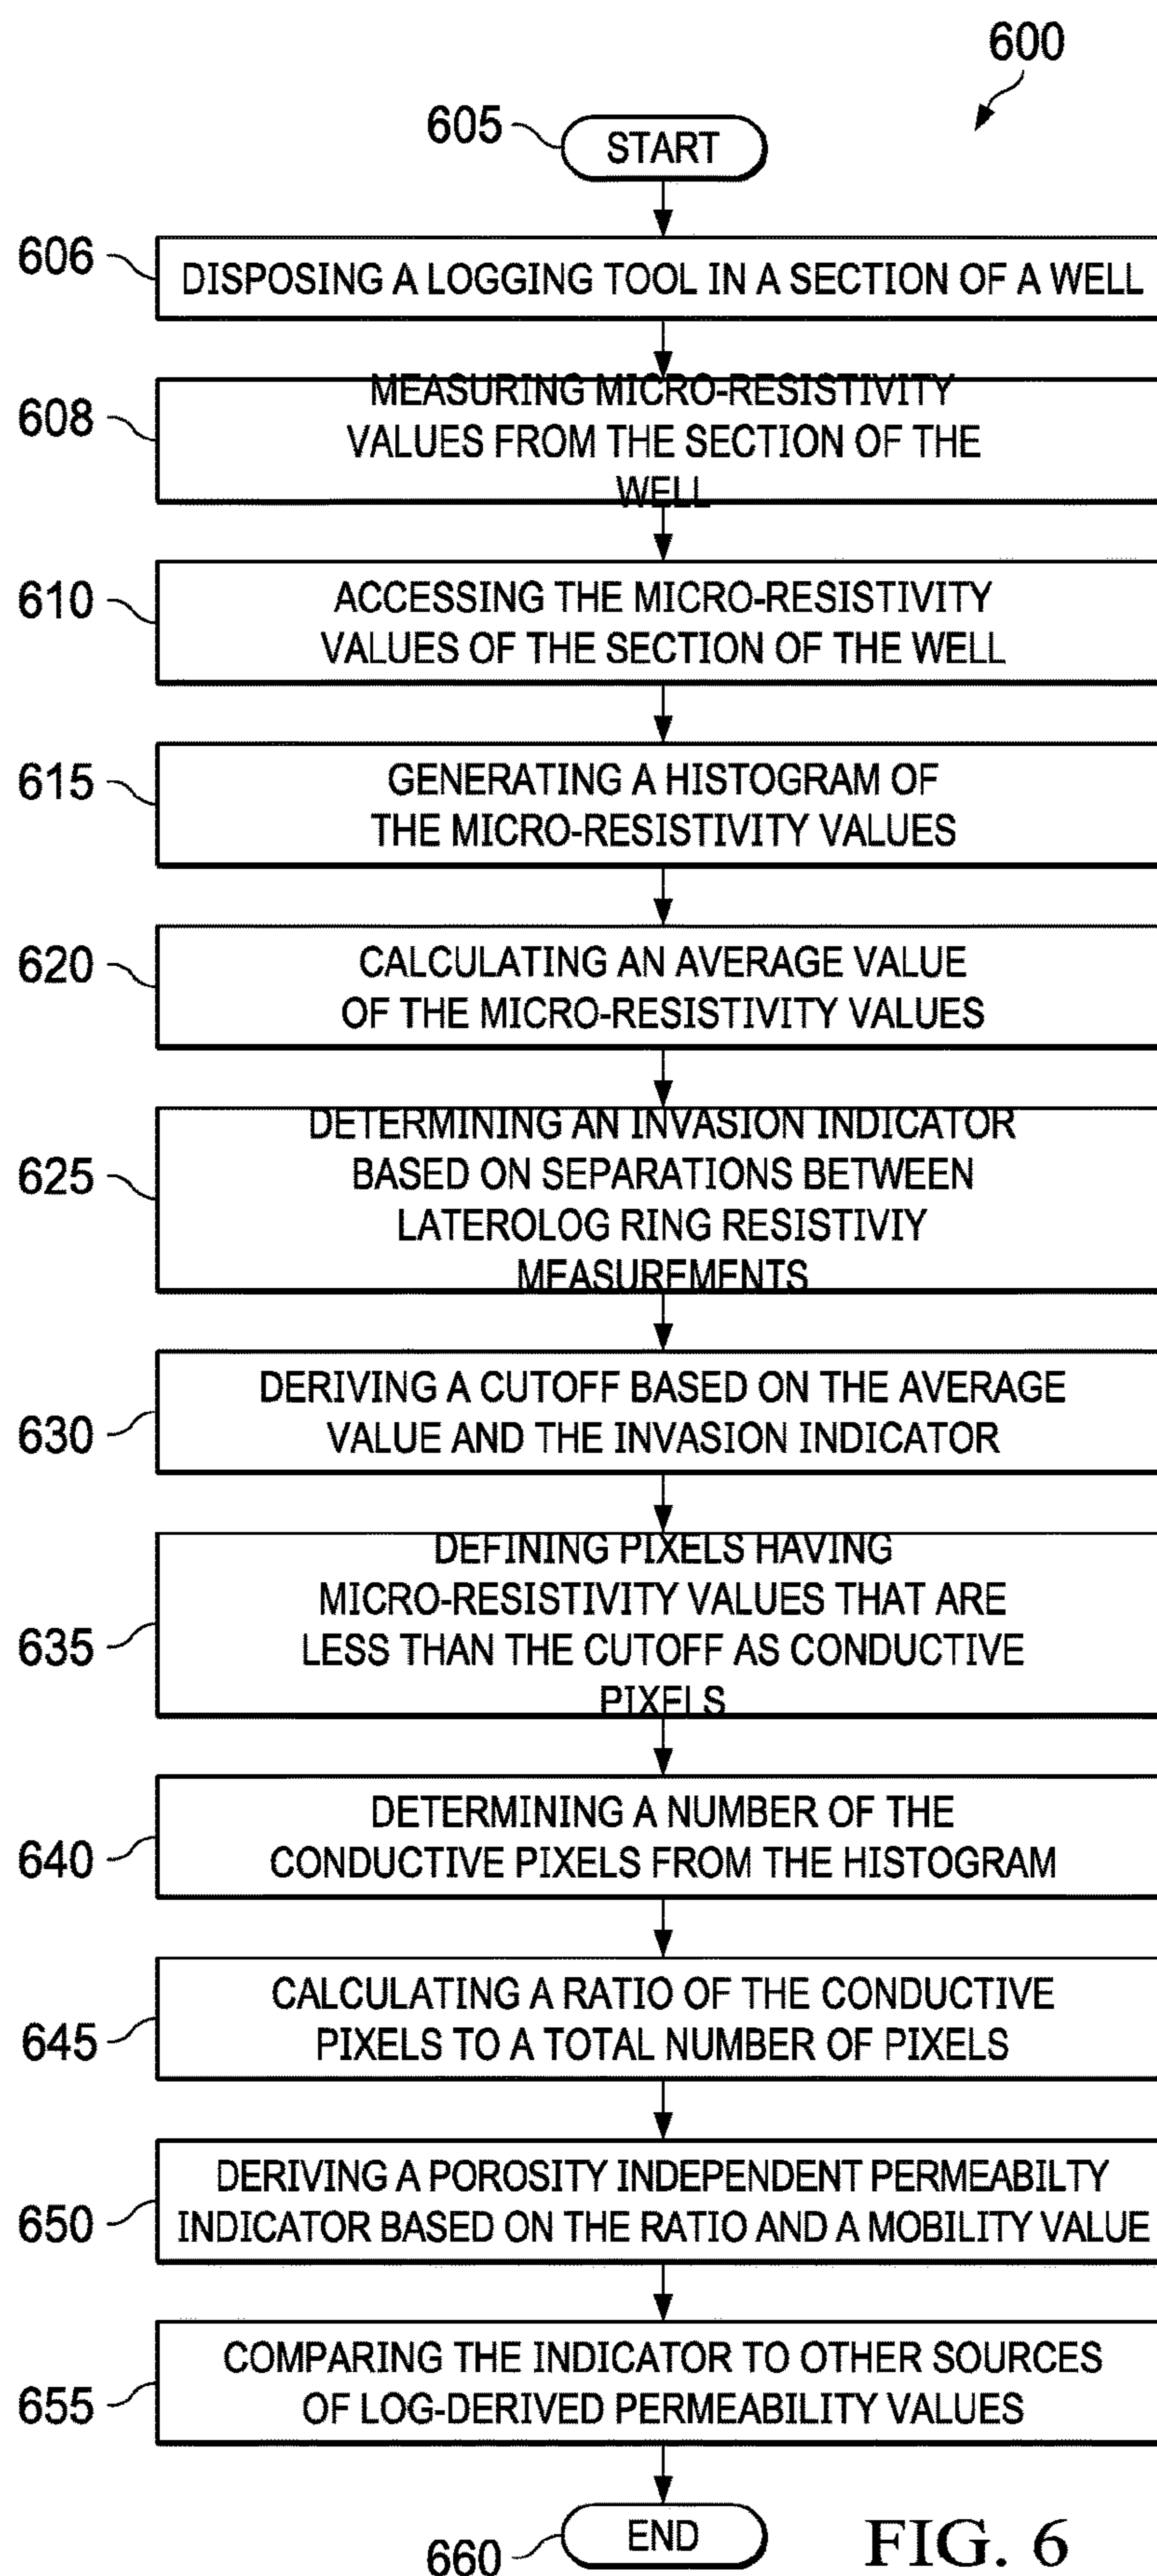 600
605
START
606
DISPOSING A LOGGING TOOL IN A SECTION OF A WELL
608
MEASURING MICRO-RESISTIVITY
VALUES FROM THE SECTION OF THE
WELL
610
ACCESSING THE MICRO-RESISTIVITY
VALUES OF THE SECTION OF THE WELL
615
GENERATING A HISTOGRAM OF
THE MICRO-RESISTIVITY VALUES
620
CALCULATING AN AVERAGE VALUE
OF THE MICRO-RESISTIVITY VALUES
625
DETERMINING AN INVASION INDICATOR
BASED ON SEPARATIONS BETWEEN
LATEROLOG RING RESISTIVIY
MEASUREMENTS
630
DERIVING A CUTOFF BASED ON THE AVERAGE
VALUE AND THE INVASION INDICATOR
635
DEFINING PIXELS HAVING
MICRO-RESISTIVITY VALUES THAT ARE
LESS THAN THE CUTOFF AS CONDUCTIVE
PIXELS
640
DETERMINING A NUMBER OF THE
CONDUCTIVE PIXELS FROM THE HISTOGRAM
645
CALCULATING A RATIO OF THE CONDUCTIVE
PIXELS TO A TOTAL NUMBER OF PIXELS
650
DERIVING A POROSITY INDEPENDENT PERMEABILTY
INDICATOR BASED ON THE RATIO AND A MOBILITY VALUE
655
COMPARING THE INDICATOR TO OTHER SOURCES
OF LOG-DERIVED PERMEABILITY VALUES
660
END
FIG. 6